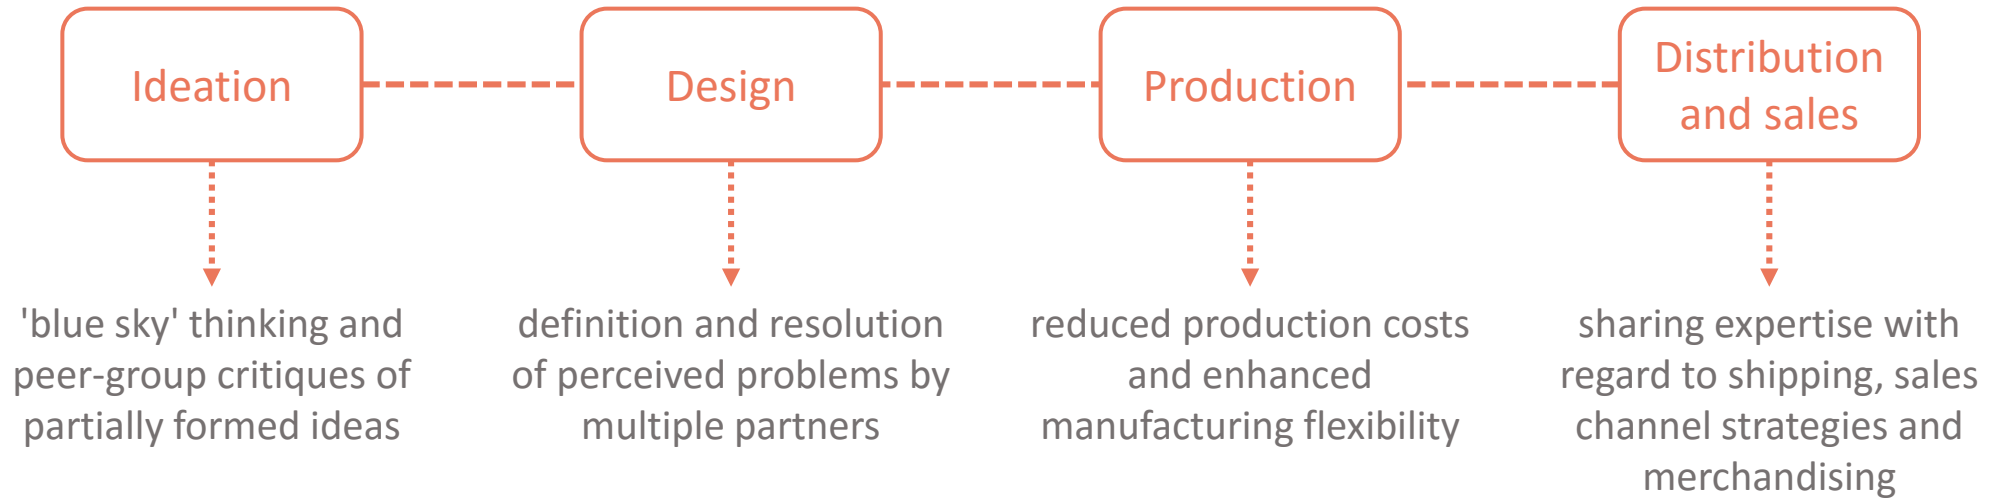 Ideation
Design
Production
Distribution
and sales
'blue sky' thinking and
peer-group critiques of
partially formed ideas
definition and resolution
of perceived problems by
multiple partners
reduced production costs
and enhanced
manufacturing flexibility
sharing expertise with
regard to shipping, sales
channel strategies and
merchandising